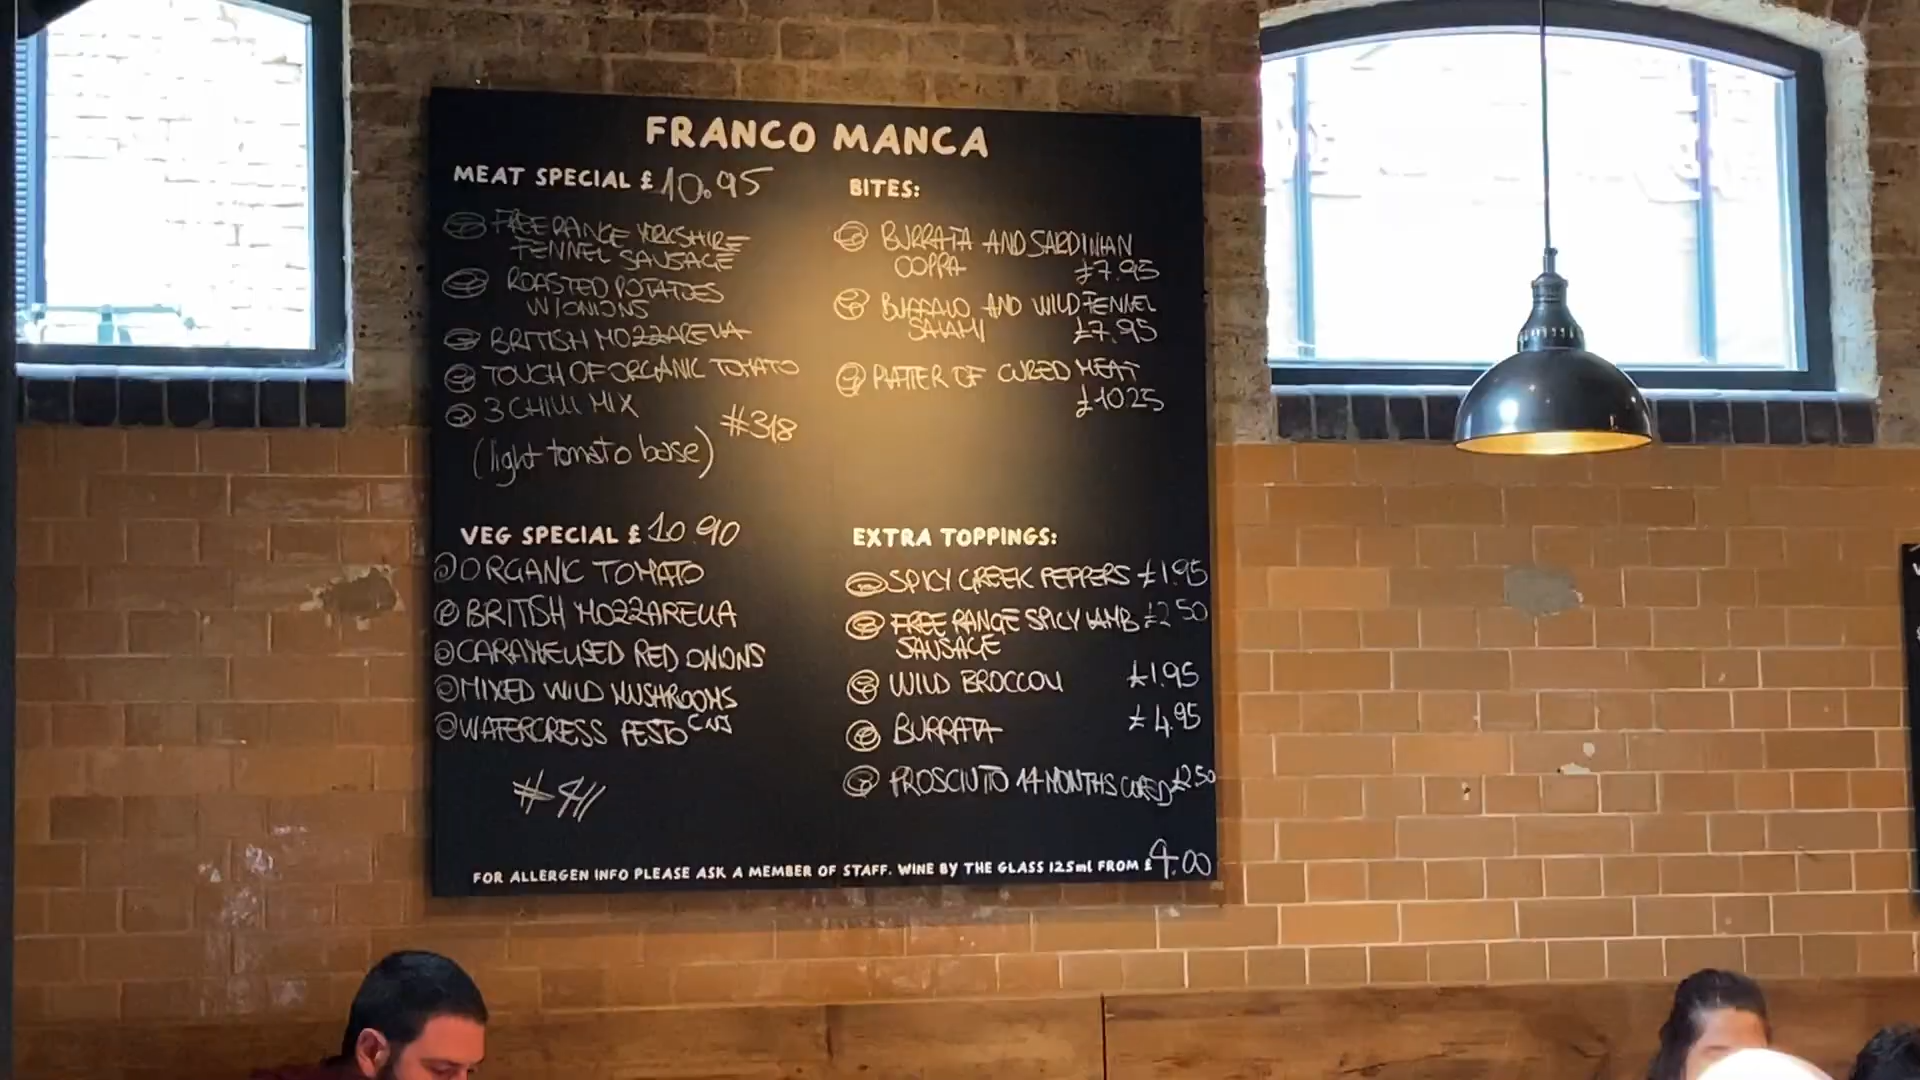 FRANCO MANCA
MEAT SPECIAL £10.95
FREE RANGE YORKSHIRE
FENNEL SAUSAGE
ROASTED POTATOES
W/ONIONS
BRITISH MOZZARELLA
TOUCH OF ORGANIC TOMATO
3 CHILLI MIX
#318
(light tomato base)
VEG SPECIAL £10.90
ORGANIC TOMATO
BRITISH MOZZARELLA
CARAMELISED RED ONIONS
MIXED WILD MUSHROOMS
WATERCRESS PESTO
BITES:
BURRATA AND SARDINIAN
COPPA £7.95
BUFFALO AND WILD FENNEL
SALAMI £7.95
PLATTER OF CURED MEAT
£10.25
EXTRA TOPPINGS:
SPICY GREEK PEPPERS £1.95
FREE RANGE SPICY LAMB £2.50
SAUSAGE
WILD BROCCOLI £1.95
BURRATA £4.95
PROSCIUTO 14 MONTHS CURED £2.50
FOR ALLERGEN INFO PLEASE ASK A MEMBER OF STAFF. WINE BY THE GLASS 125ml FROM £4.00